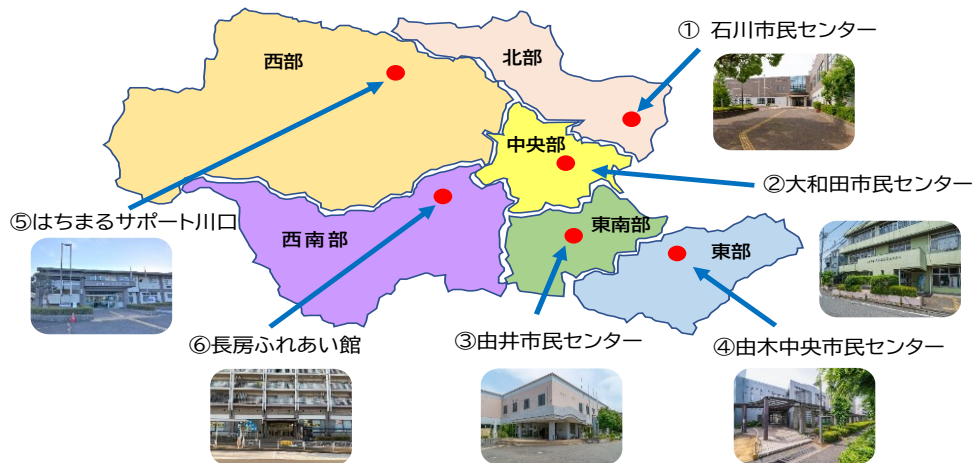 ① 石川市民センター
西部
北部
中央部
②大和田市民センター
⑤はちまるサポート川口
西南部
東南部
東部
⑥長房ふれあい館
③由井市民センター
④由木中央市民センター